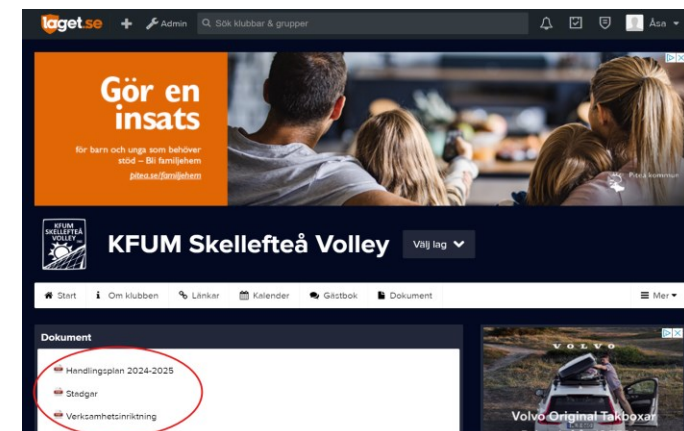 laget.se + Admin Sök klubbar & grupper Åsa
Gör en
insats
för barn och unga som behöver
stöd – Bli familjehem
pitea.se/familjehem
Piteå kommun
KFUM
SKELLEFTEÅ
VOLLEY
KFUM Skellefteå Volley Välj lag
Start Om klubben Länkar Kalender Gästbok Dokument Mer
Dokument
Handlingsplan 2024-2025
Stadgar
Verksamhetsinriktning
VOLVO
Volvo Original Takboxar